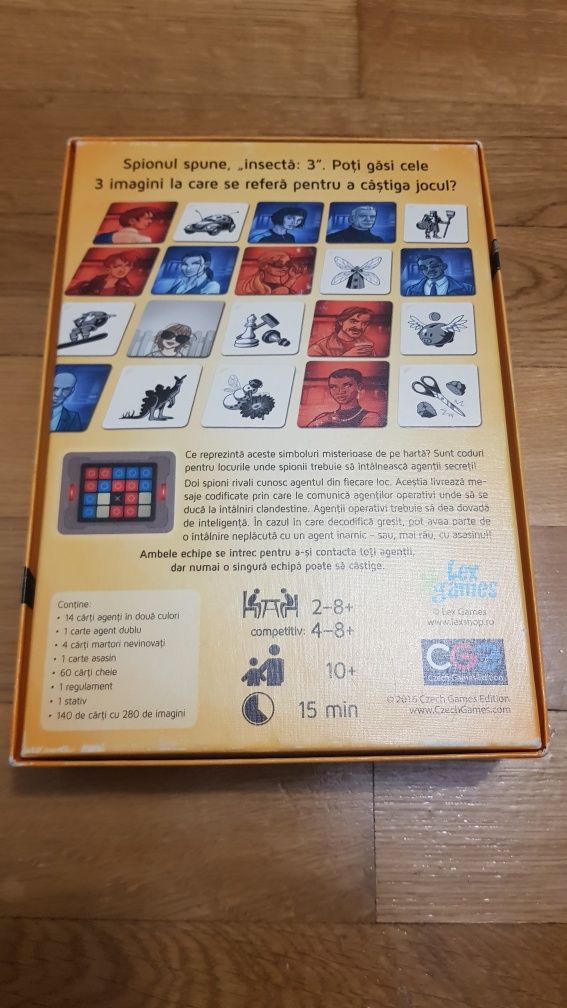 Spionul spune, „insectă: 3”. Poți găsi cele
3 imagini la care se referă pentru a câștiga jocul?
Ce reprezintă aceste simboluri misterioase de pe hartă? Sunt coduri
pentru locurile unde spionii trebuie să întâlnească agenții secreți!
Doi spioni rivali cunosc agentul din fiecare loc. Aceștia livrează me-
saje codificate prin care le comunică agenților operativi unde să se
ducă la întâlniri clandestine. Agenții operativi trebuie să dea dovadă
de inteligență. În cazul în care decodifică greșit, pot avea parte de
o întâlnire neplăcută cu un agent inamic – sau, mai rău, cu asasinul!
Ambele echipe se intrec pentru a-și contacta toți agenții,
dar numai o singură echipă poate să câștige.
Conține:
• 14 cărți agenți în două culori
• 1 carte agent dublu
• 4 cărți martori nevinovați
• 1 carte asasin
• 60 cărți cheie
• 1 regulament
• 1 stativ
• 140 de cărți cu 280 de imagini
2-8+
competitiv: 4-8+
10+
15 min
Lex
games
© Lex Games
www.lexshop.ro
CGE
Czech Games Edition
© 2016 Czech Games Edition
www.CzechGames.com